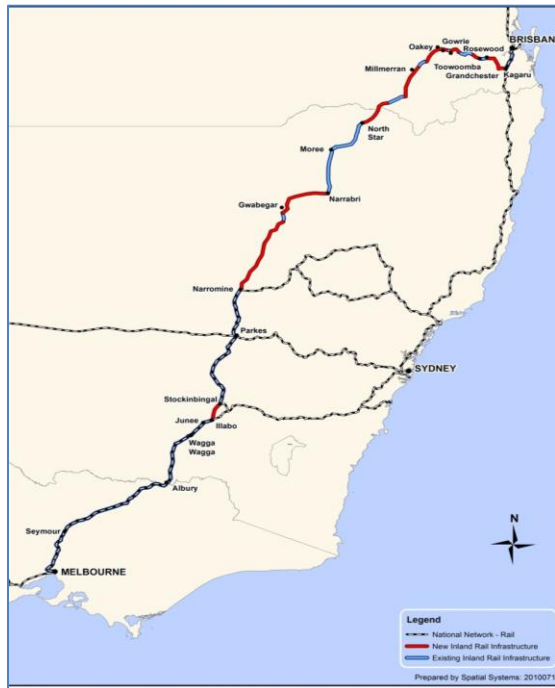 BRISBAN
Gowrie
Oakey
Rosewood
Millmerran
Toowoomba
Grandchester
Kagaru
North
Star
Moree
Narrabri
Gwabegar
Narromine
Parkes
SYDNEY
Stockinbingal
Junee
Illabo
Wagga
Wagga
Albury
Seymour
MELBOURNE
N
Legend
National Network - Rail
New Inland Rail Infrastructure
Existing Inland Rail Infrastructure
Prepared by Spatial Systems: 2010071